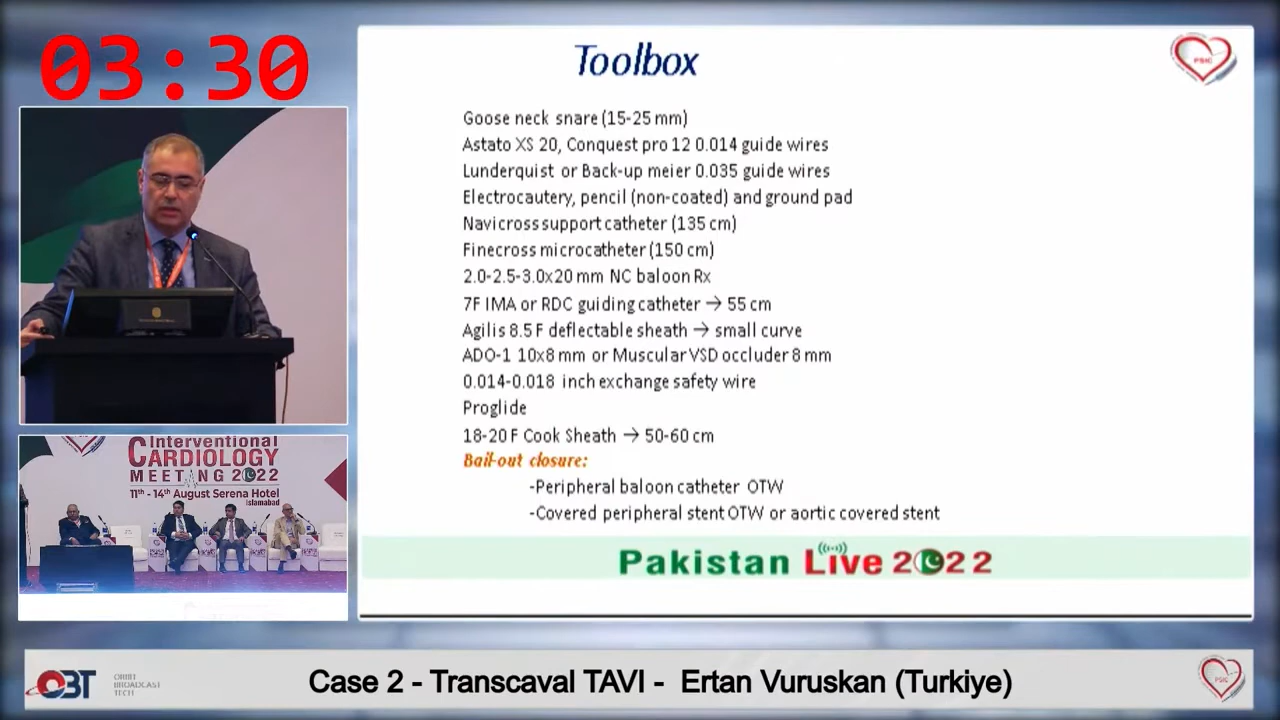 03:30
Toolbox
PSIC
Goose neck snare (15-25 mm)
Astato XS 20, Conquest pro 12 0.014 guide wires
Lunderquist or Back-up meier 0.035 guide wires
Electrocautery, pencil (non-coated) and ground pad
Navicross support catheter (135 cm)
Finecross microcatheter (150 cm)
2.0-2.5-3.0x20 mm NC baloon Rx
7F IMA or RDC guiding catheter → 55 cm
Agilis 8.5 F deflectable sheath → small curve
ADO-1 10x8 mm or Muscular VSD occluder 8 mm
0.014-0.018 inch exchange safety wire
Proglide
18-20 F Cook Sheath → 50-60 cm
Bail-out closure:
-Peripheral baloon catheter OTW
-Covered peripheral stent OTW or aortic covered stent
Pakistan Live 2022
Interventional
CARDIOLOGY
MEETING 2022
11th - 14th August Serena Hotel
Islamabad
OBT
ORBIT
BROADCAST
TECH
Case 2 - Transcaval TAVI - Ertan Vuruskan (Turkiye)
PSIC